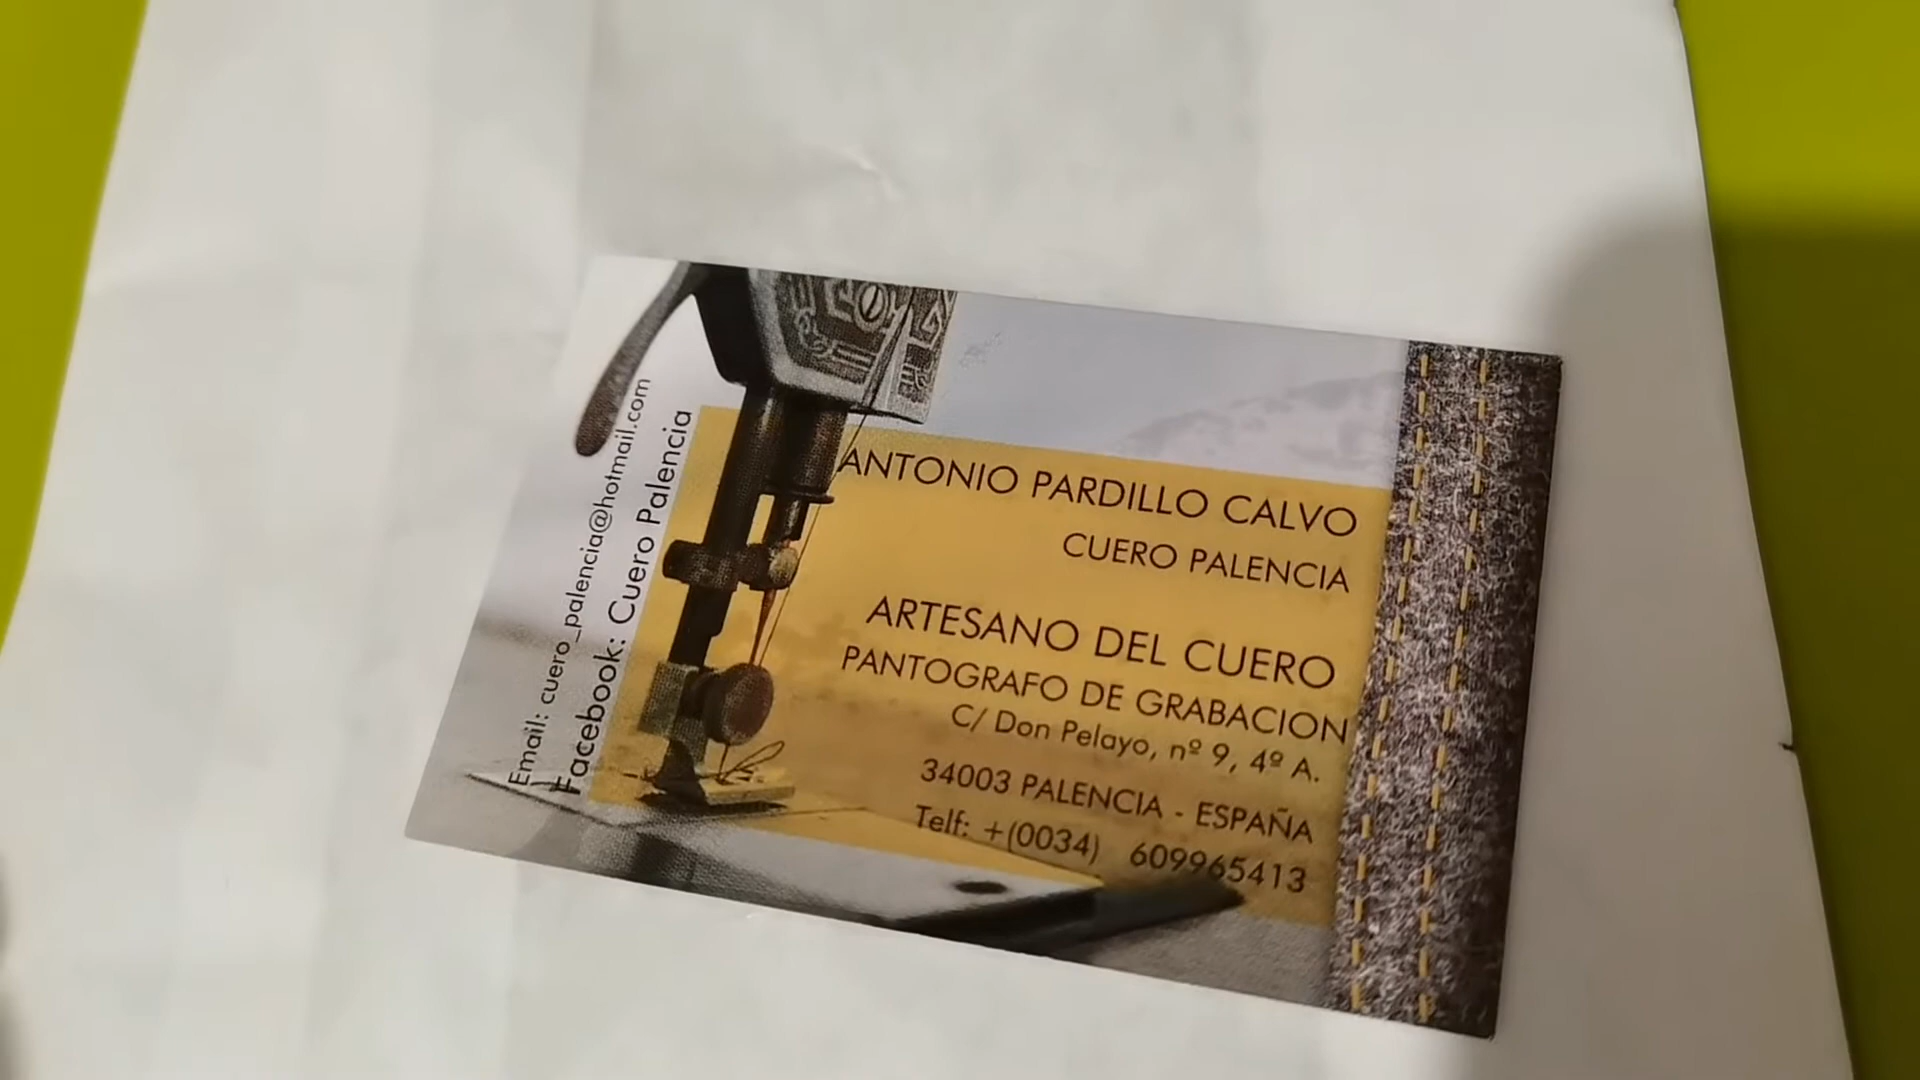 ANTONIO PARDILLO CALVO
CUERO PALENCIA
ARTESANO DEL CUERO
PANTOGRAFO DE GRABACION
C/ Don Pelayo, nº 9, 4º A.
34003 PALENCIA - ESPAÑA
Telf: +(0034) 609965413
Email: cuero_palencia@hotmail.com
Facebook: Cuero Palencia